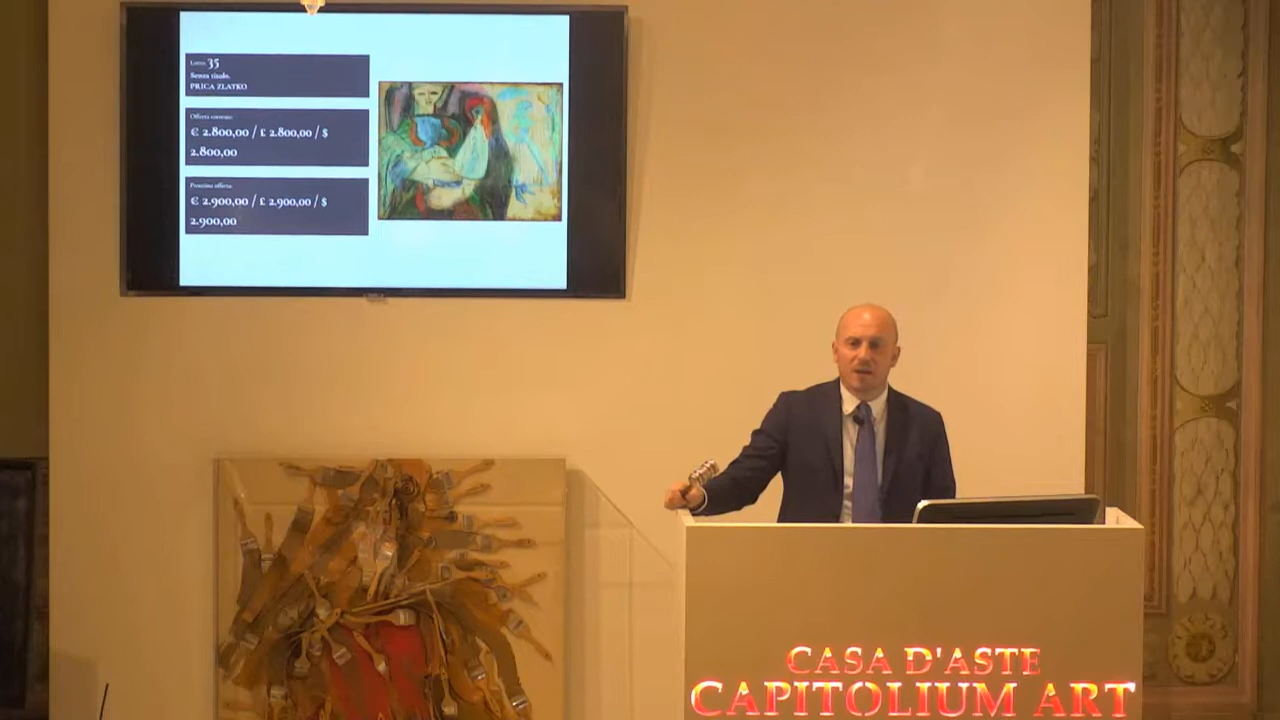 Lotto: 35
Senza titolo.
PRICA ZLATKO
Offerta corrente:
€ 2.800,00 / £ 2.800,00 / $
2.800,00
Prossima offerta:
€ 2.900,00 / £ 2.900,00 / $
2.900,00
CASA D'ASTE
CAPITOLIUM ART